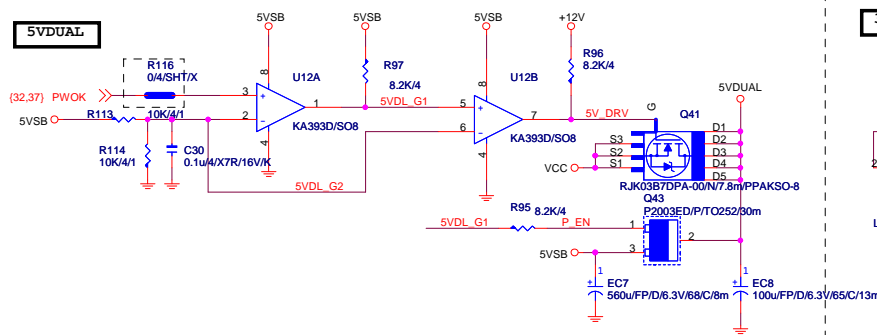 5VDUAL
5VSB
5VSB
5VSB
+12V
R116
0/4/SHT/X
{32,37} PWOK
5VSB
R113
10K/4/1
R114
10K/4/1
C30
0.1u/4/X7R/16V/K
8
3
2
+
-
4
1
U12A
KA393D/SO8
R97
8.2K/4
5VDL_G1
5VDL_G2
8
5
6
+
-
4
7
U12B
KA393D/SO8
R96
8.2K/4
5V_DRV
G
Q41
5VDUAL
S3
S2
S1
D1
D2
D3
D4
D5
VCC
RJK03B7DPA-00/N/7.8m/PPAKSO-8
Q43
P2003ED/P/TO252/30m
5VDL_G1
R95
8.2K/4
P_EN
1
3
2
5VSB
1
+
EC7
560u/FP/D/6.3V/68/C/8m
1
+
EC8
100u/FP/D/6.3V/65/C/13m